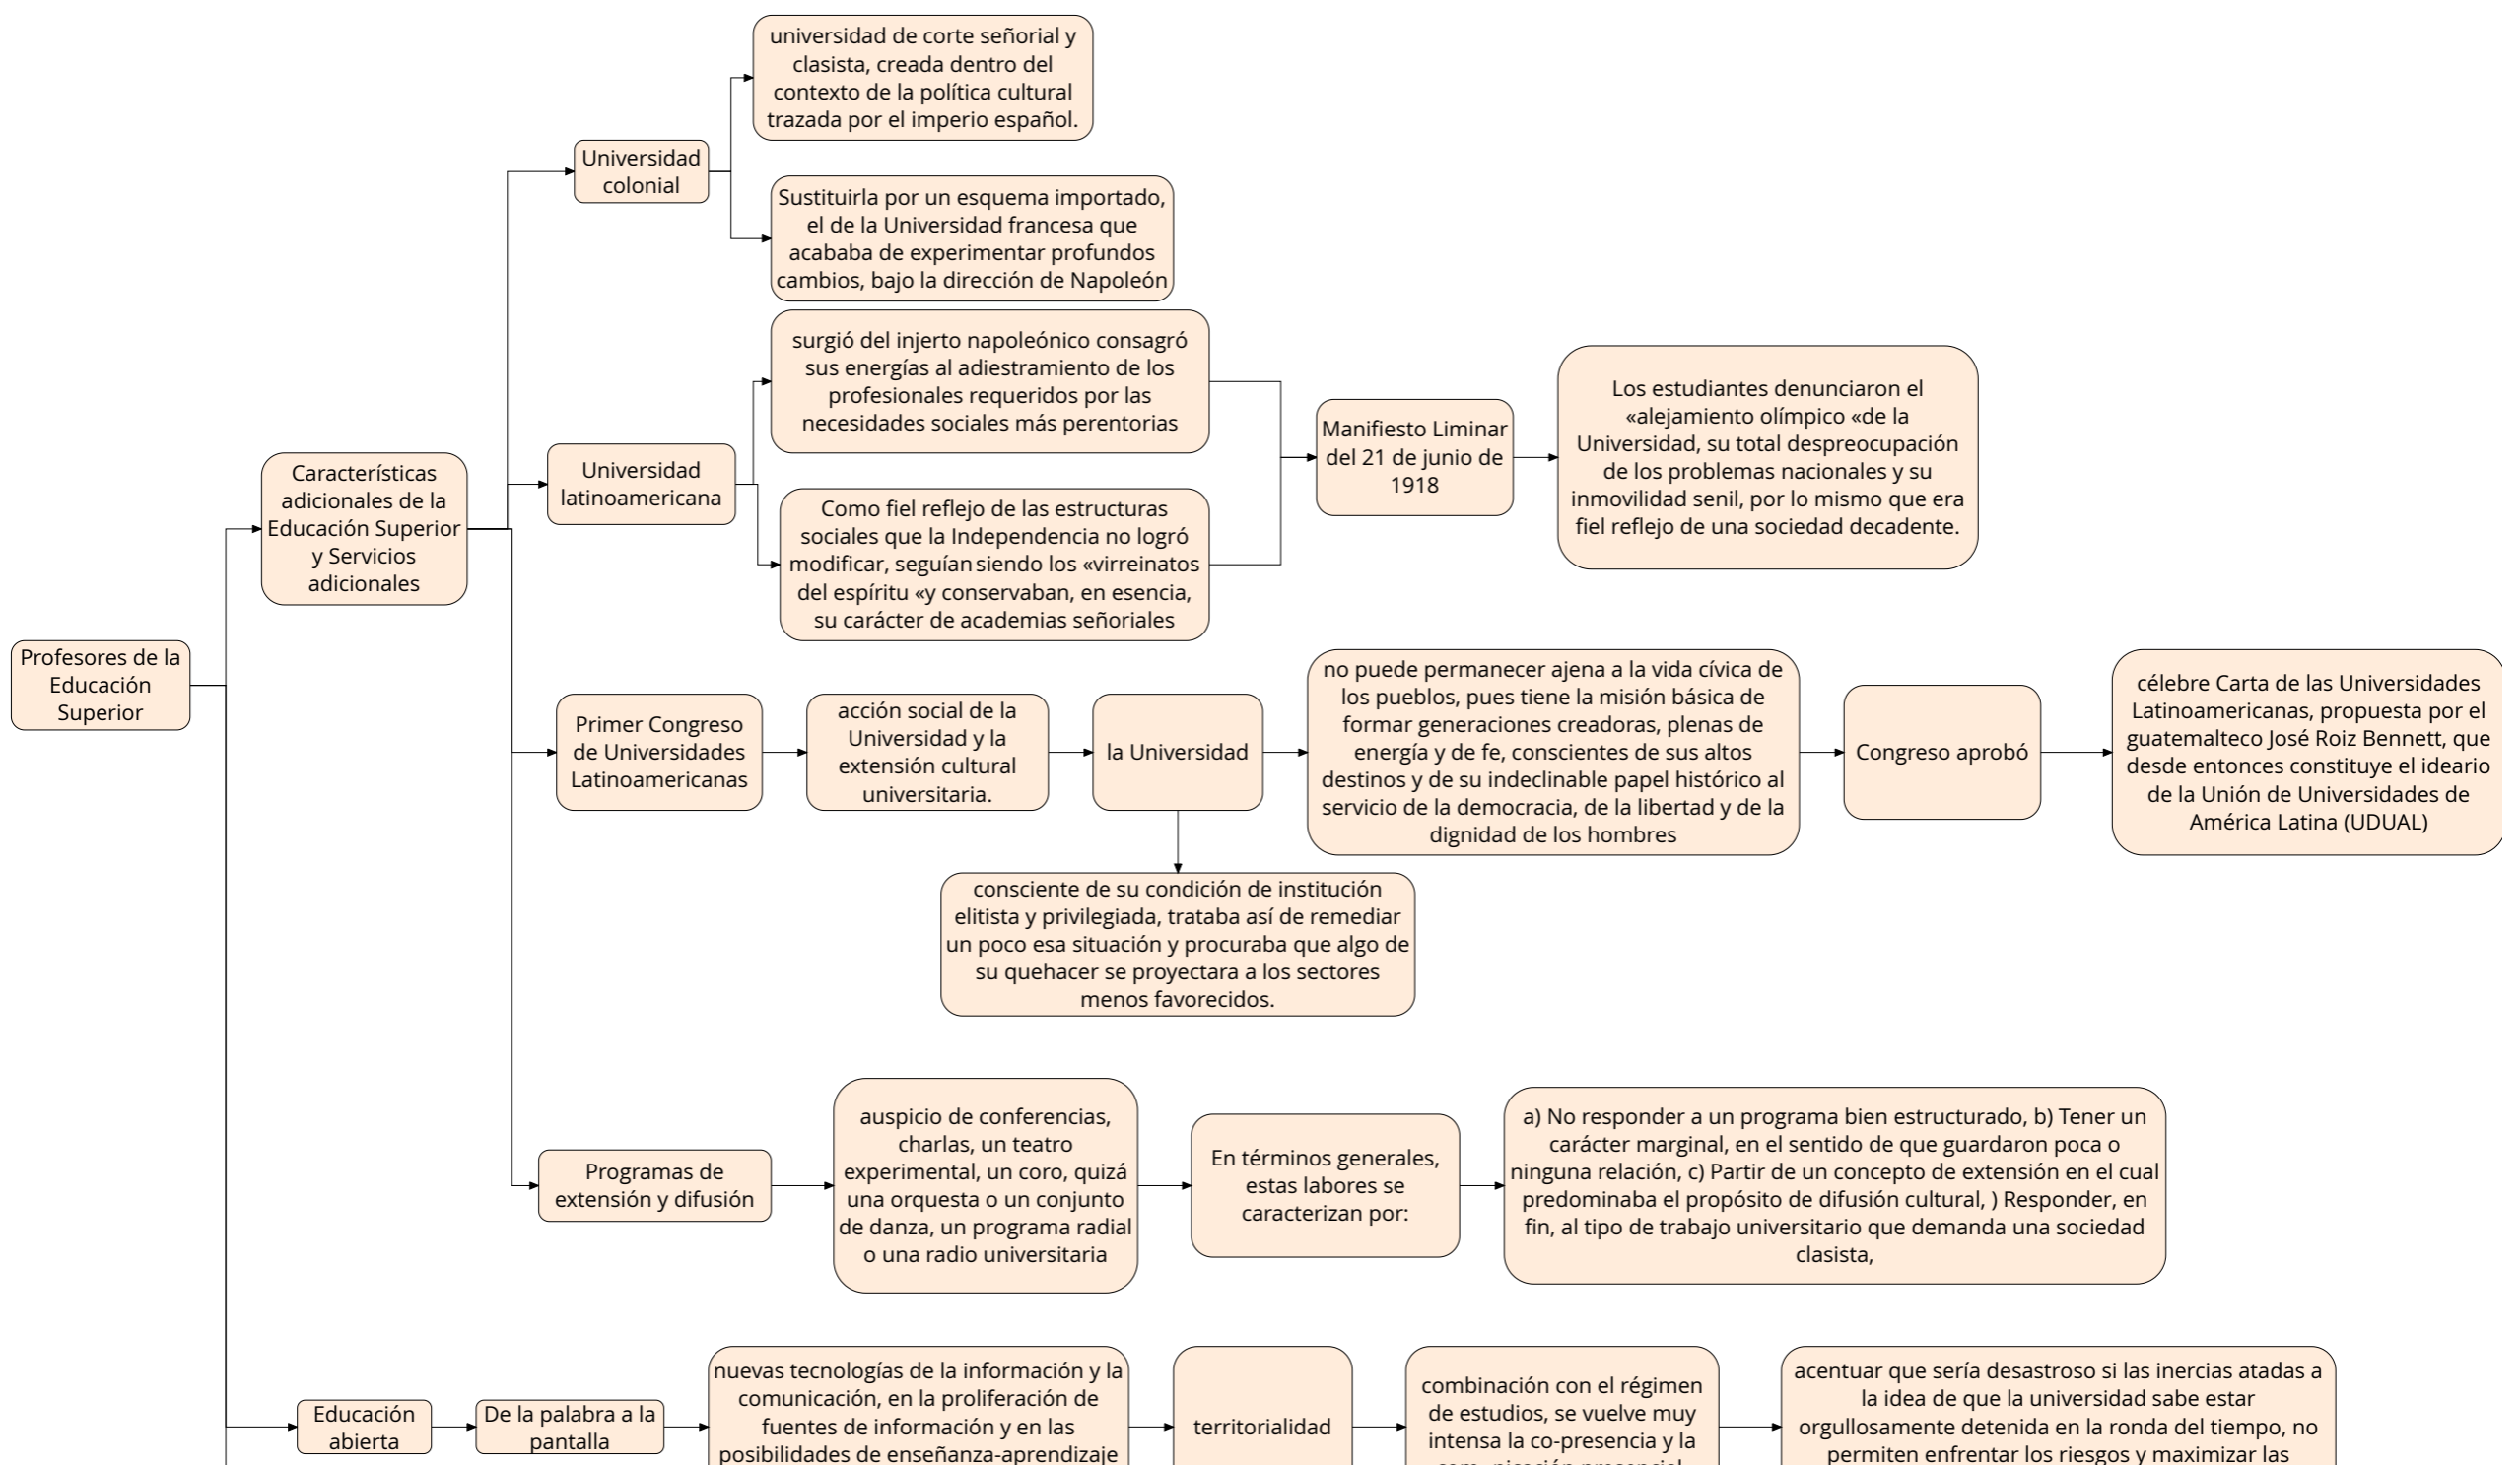 universidad de corte señorial y
clasista, creada dentro del
contexto de la política cultural
trazada por el imperio español.
Universidad
colonial
Sustituirla por un esquema importado,
el de la Universidad francesa que
acababa de experimentar profundos
cambios, bajo la dirección de Napoleón
surgió del injerto napoleónico consagró
sus energías al adiestramiento de los
profesionales requeridos por las
necesidades sociales más perentorias
Manifiesto Liminar
del 21 de junio de
1918
Los estudiantes denunciaron el
«alejamiento olímpico «de la
Universidad, su total despreocupación
de los problemas nacionales y su
inmovilidad senil, por lo mismo que era
fiel reflejo de una sociedad decadente.
Características
adicionales de la
Educación Superior
y Servicios
adicionales
Universidad
latinoamericana
Como fiel reflejo de las estructuras
sociales que la Independencia no logró
modificar, seguían siendo los «virreinatos
del espíritu «y conservaban, en esencia,
su carácter de academias señoriales
Profesores de la
Educación
Superior
Primer Congreso
de Universidades
Latinoamericanas
acción social de la
Universidad y la
extensión cultural
universitaria.
la Universidad
no puede permanecer ajena a la vida cívica de
los pueblos, pues tiene la misión básica de
formar generaciones creadoras, plenas de
energía y de fe, conscientes de sus altos
destinos y de su indeclinable papel histórico al
servicio de la democracia, de la libertad y de la
dignidad de los hombres
Congreso aprobó
célebre Carta de las Universidades
Latinoamericanas, propuesta por el
guatemalteco José Roiz Bennett, que
desde entonces constituye el ideario
de la Unión de Universidades de
América Latina (UDUAL)
consciente de su condición de institución
elitista y privilegiada, trataba así de remediar
un poco esa situación y procuraba que algo de
su quehacer se proyectara a los sectores
menos favorecidos.
Programas de
extensión y difusión
auspicio de conferencias,
charlas, un teatro
experimental, un coro, quizá
una orquesta o un conjunto
de danza, un programa radial
o una radio universitaria
En términos generales,
estas labores se
caracterizan por:
a) No responder a un programa bien estructurado, b) Tener un
carácter marginal, en el sentido de que guardaron poca o
ninguna relación, c) Partir de un concepto de extensión en el cual
predominaba el propósito de difusión cultural, ) Responder, en
fin, al tipo de trabajo universitario que demanda una sociedad
clasista,
Educación
abierta
De la palabra a la
pantalla
nuevas tecnologías de la información y la
comunicación, en la proliferación de
fuentes de información y en las
posibilidades de enseñanza-aprendizaje
territorialidad
combinación con el régimen
de estudios, se vuelve muy
intensa la co-presencia y la
acentuar que sería desastroso si las inercias atadas a
la idea de que la universidad sabe estar
orgullosamente detenida en la ronda del tiempo, no
permiten enfrentar los riesgos y maximizar las